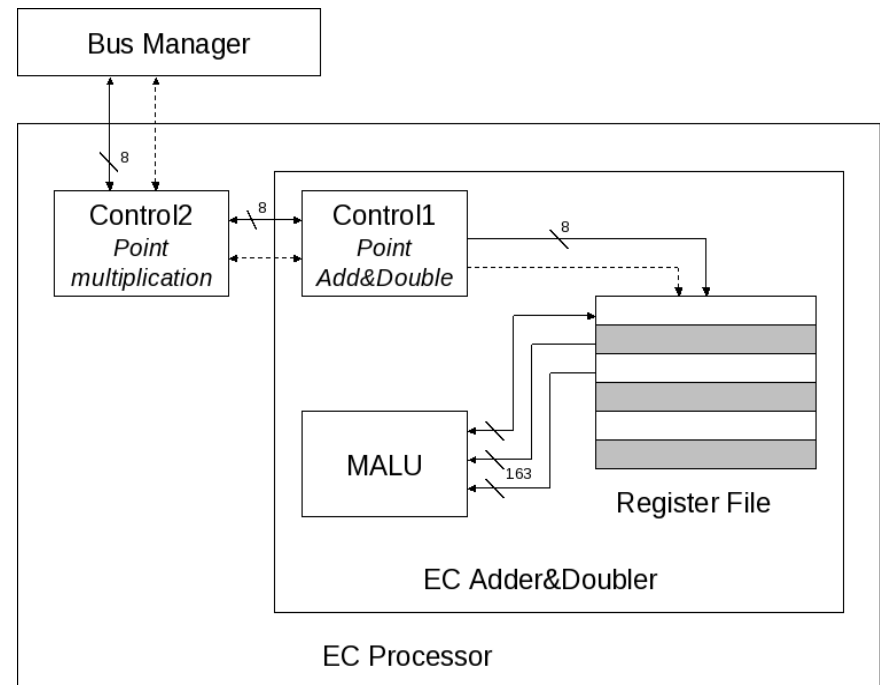 Bus Manager
8
Control2
Point
multiplication
8
Control1
Point
Add&Double
8
MALU
163
Register File
EC Adder&Doubler
EC Processor